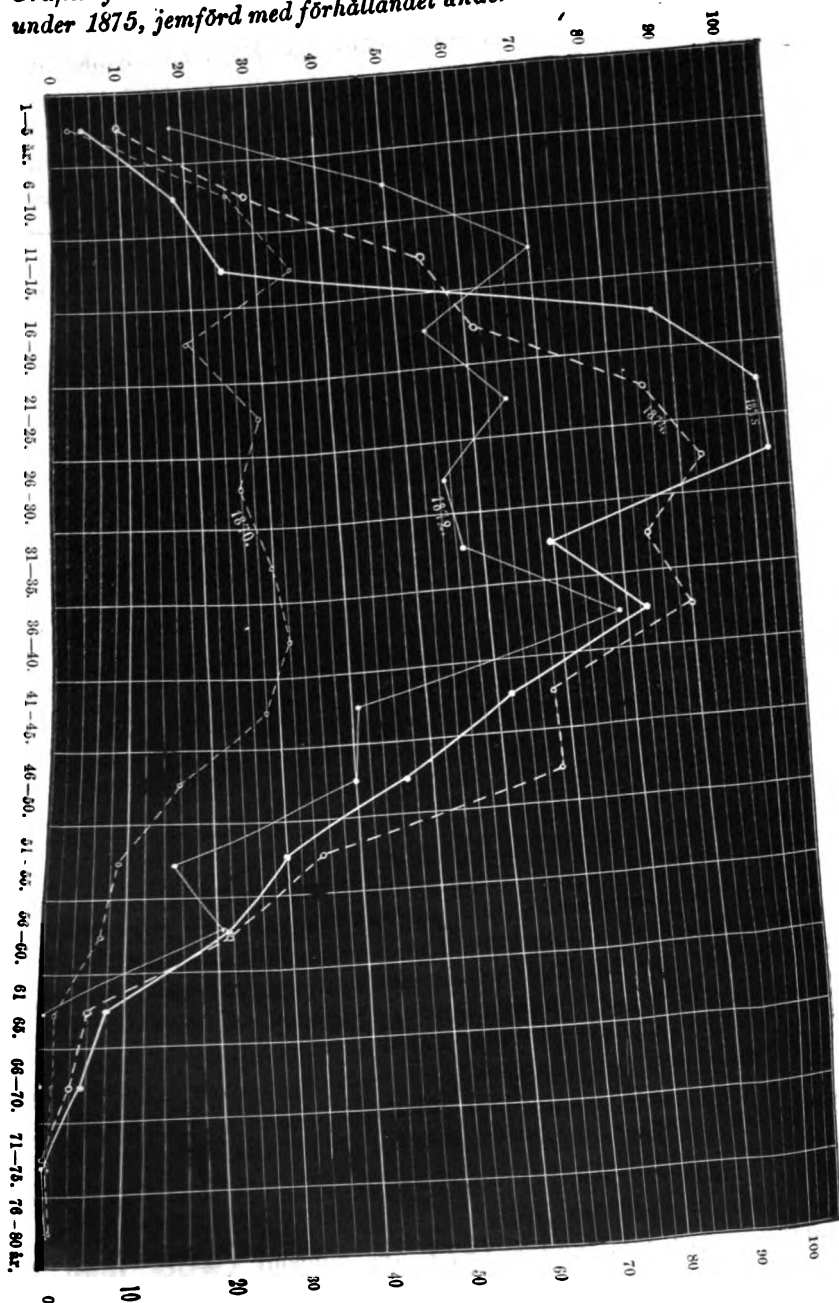 under 1875, jemförd med förhållandet
0 10 20 30 40 50 60 70 80 90 100
1—5 år. 6—10. 11—15. 16—20. 21—25. 26—30. 31—35. 36—40. 41—45. 46—50. 51—55. 56—60. 61 65. 66—70. 71—75. 76—80 år.
1870.
1872.
1874.
1875
0 10 20 30 40 50 60 70 80 90 100